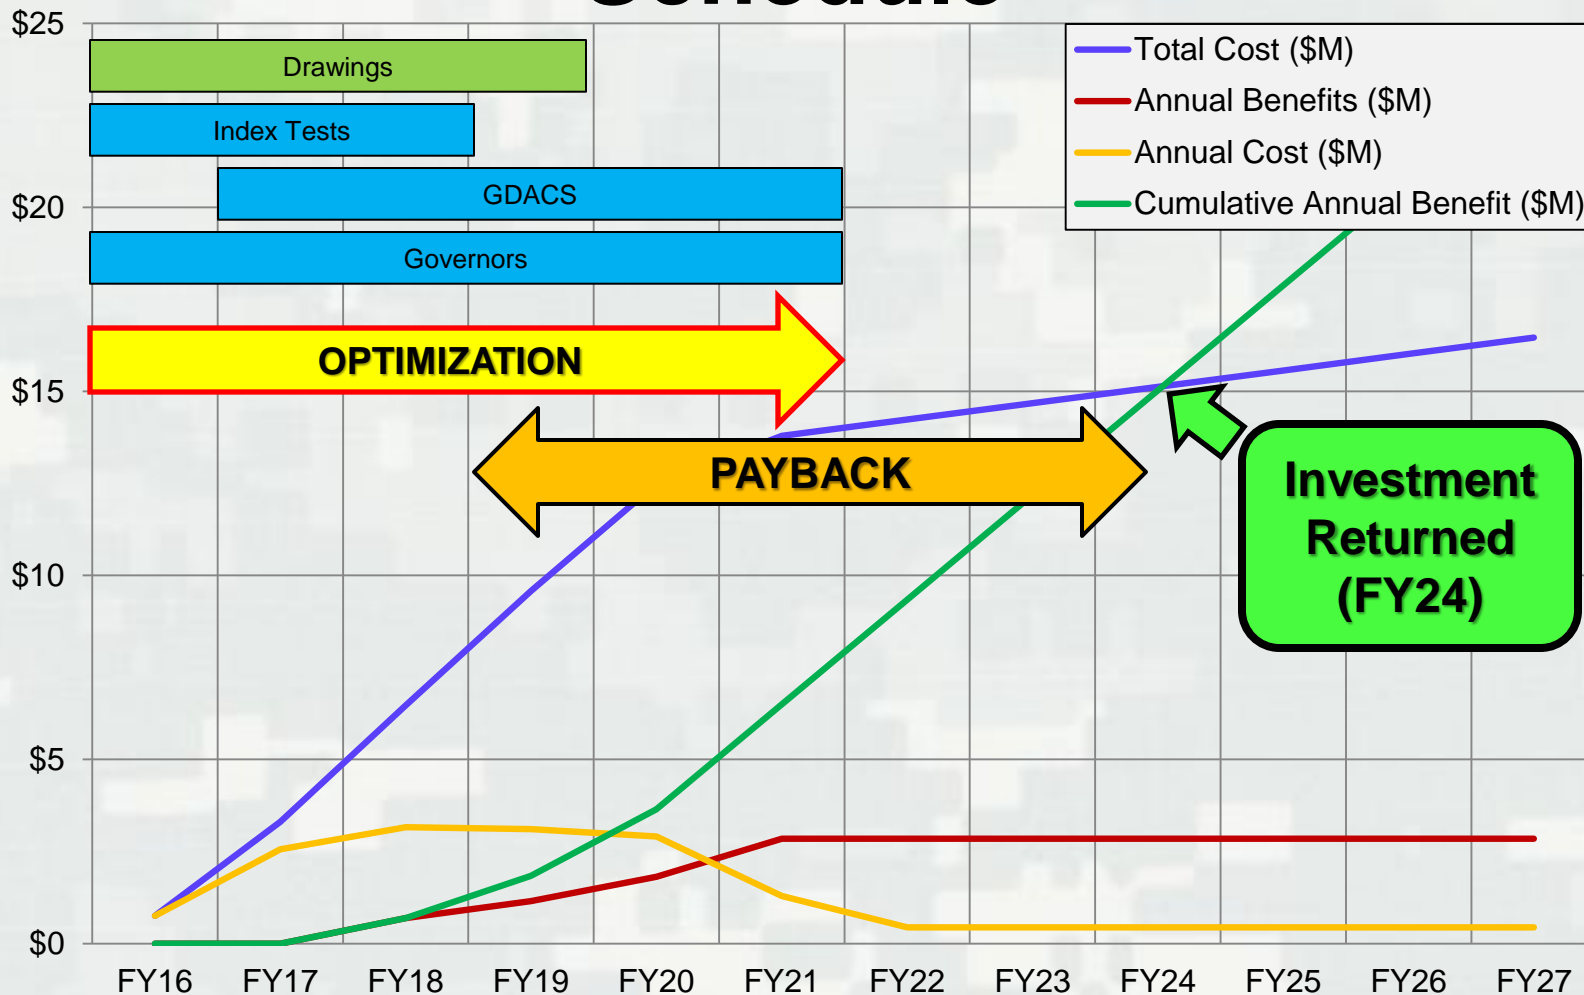 Schedule
$25
$20
$15
$10
$5
$0
Drawings
Index Tests
GDACS
Governors
OPTIMIZATION
PAYBACK
Total Cost ($M)
Annual Benefits ($M)
Annual Cost ($M)
Cumulative Annual Benefit ($M)
Investment
Returned
(FY24)
FY16 FY17 FY18 FY19 FY20 FY21 FY22 FY23 FY24 FY25 FY26 FY27